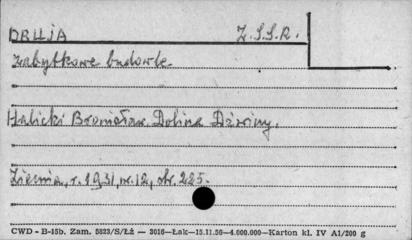 DRUJA Z.S.S.R.
Zabytkowe budowle.
Halicki Bronisław. Dolina Dźwiny.
Ziemia, r. 1931, nr. 12, str. 225.
CWD - B-15b. Zam. 5823/S/Łż — 3016—Łak—15.11.56—4.000.000—Karton kl. IV A1/200 g